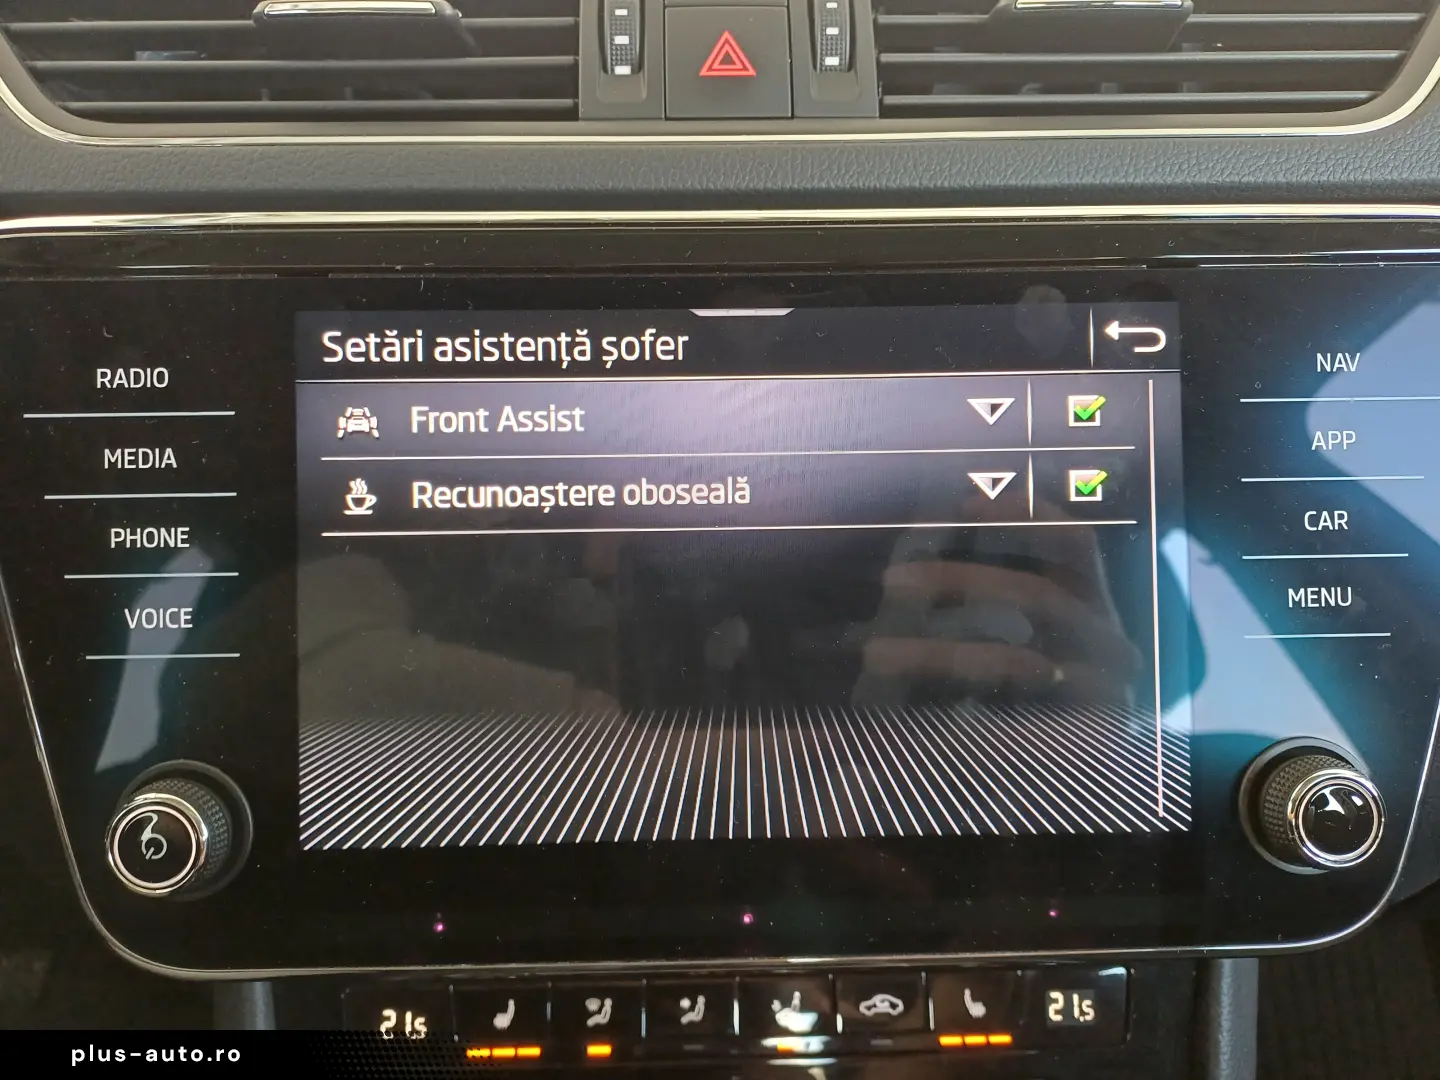 Setări asistență șofer
RADIO
NAV
Front Assist
MEDIA
APP
Recunoaștere oboseală
PHONE
CAR
VOICE
MENU
21.5
21.5
plus-auto.ro